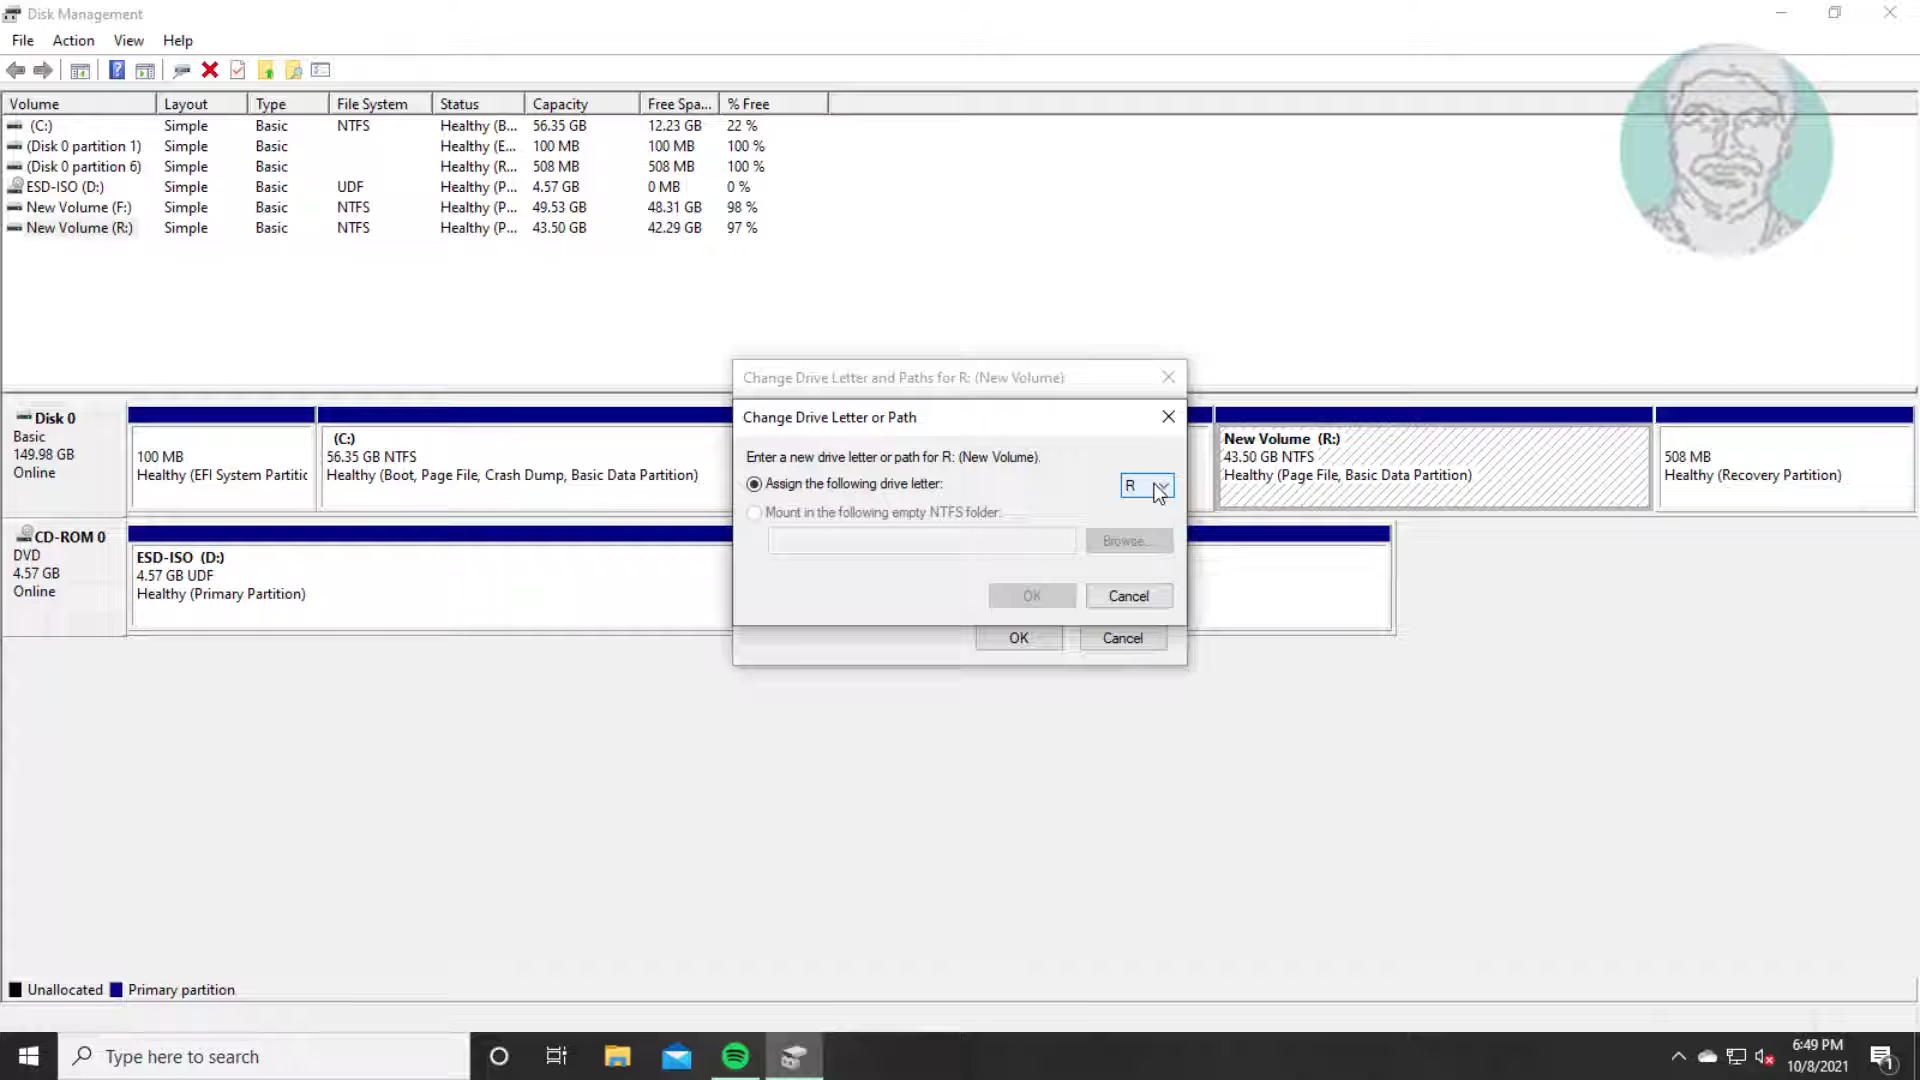 Disk Management
File Action View Help
Volume Layout Type File System Status Capacity Free Spa... % Free
(C:) Simple Basic NTFS Healthy (B... 56.35 GB 12.23 GB 22 %
(Disk 0 partition 1) Simple Basic Healthy (E... 100 MB 100 MB 100 %
(Disk 0 partition 6) Simple Basic Healthy (R... 508 MB 508 MB 100 %
ESD-ISO (D:) Simple Basic UDF Healthy (P... 4.57 GB 0 MB 0 %
New Volume (F:) Simple Basic NTFS Healthy (P... 49.53 GB 48.31 GB 98 %
New Volume (R:) Simple Basic NTFS Healthy (P... 43.50 GB 42.29 GB 97 %
Change Drive Letter and Paths for R: (New Volume)
Change Drive Letter or Path
Enter a new drive letter or path for R: (New Volume).
Assign the following drive letter: R
Mount in the following empty NTFS folder:
Browse...
OK Cancel
OK Cancel
Disk 0
Basic
149.98 GB
Online
100 MB
Healthy (EFI System Partitic
(C:)
56.35 GB NTFS
Healthy (Boot, Page File, Crash Dump, Basic Data Partition)
New Volume (R:)
43.50 GB NTFS
Healthy (Page File, Basic Data Partition)
508 MB
Healthy (Recovery Partition)
CD-ROM 0
DVD
4.57 GB
Online
ESD-ISO (D:)
4.57 GB UDF
Healthy (Primary Partition)
Unallocated Primary partition
Type here to search
6:49 PM
10/8/2021
1